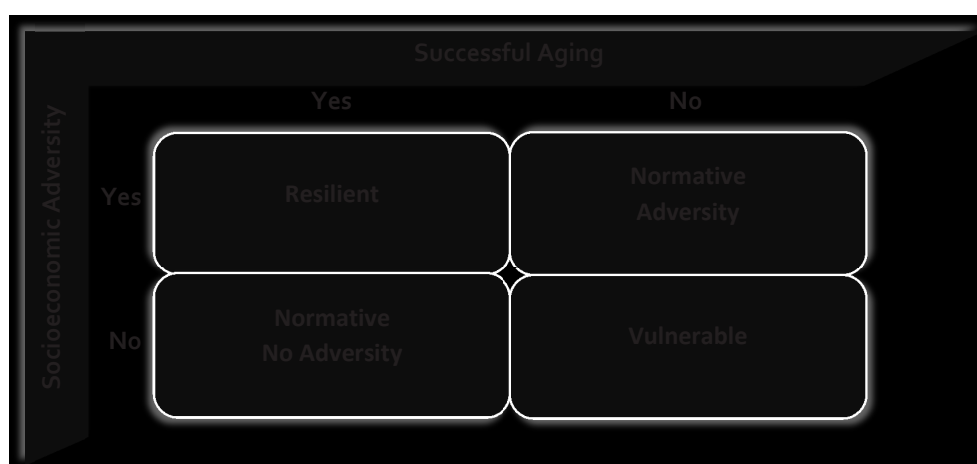 Successful Aging
Yes No
Socioeconomic Adversity
Yes
Resilient
Normative
Adversity
No
Normative
No Adversity
Vulnerable